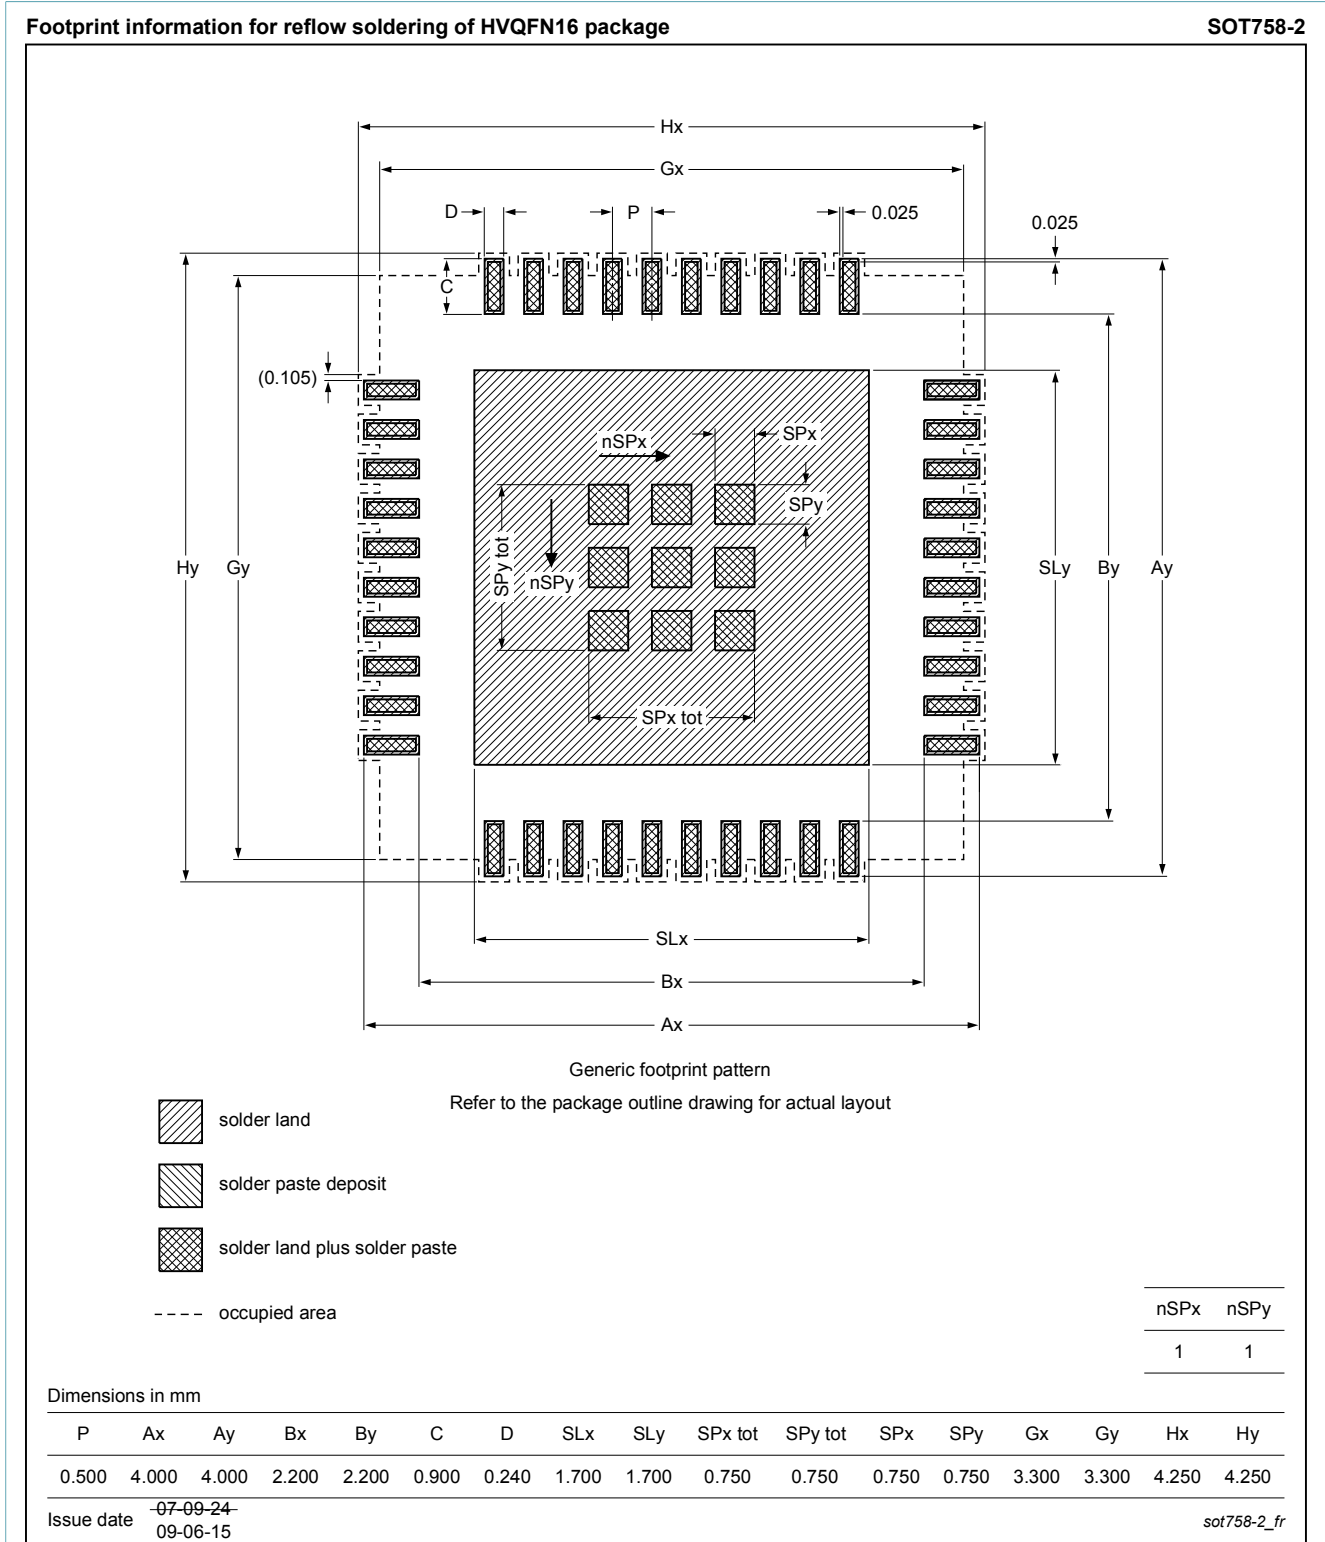 Footprint information for reflow soldering of HVQFN16 package SOT758-2
Hx
Gx
D P 0.025
0.025
C
(0.105)
nSPx SPx
SPy
SPy tot
nSPy
Hy Gy SLy By Ay
SPx tot
SLx
Bx
Ax
Generic footprint pattern
Refer to the package outline drawing for actual layout
solder land
solder paste deposit
solder land plus solder paste
occupied area
nSPx nSPy
1 1
Dimensions in mm
P Ax Ay Bx By C D SLx SLy SPx tot SPy tot SPx SPy Gx Gy Hx Hy
0.500 4.000 4.000 2.200 2.200 0.900 0.240 1.700 1.700 0.750 0.750 0.750 0.750 3.300 3.300 4.250 4.250
Issue date 07-09-24
09-06-15
sot758-2_fr